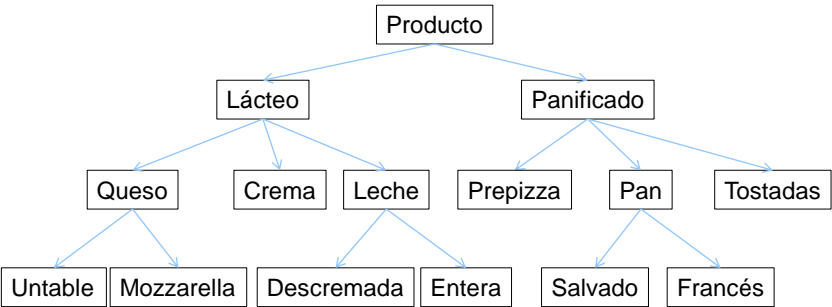 Producto
Lácteo
Panificado
Queso
Crema
Leche
Prepizza
Pan
Tostadas
Untable
Mozzarella
Descremada
Entera
Salvado
Francés